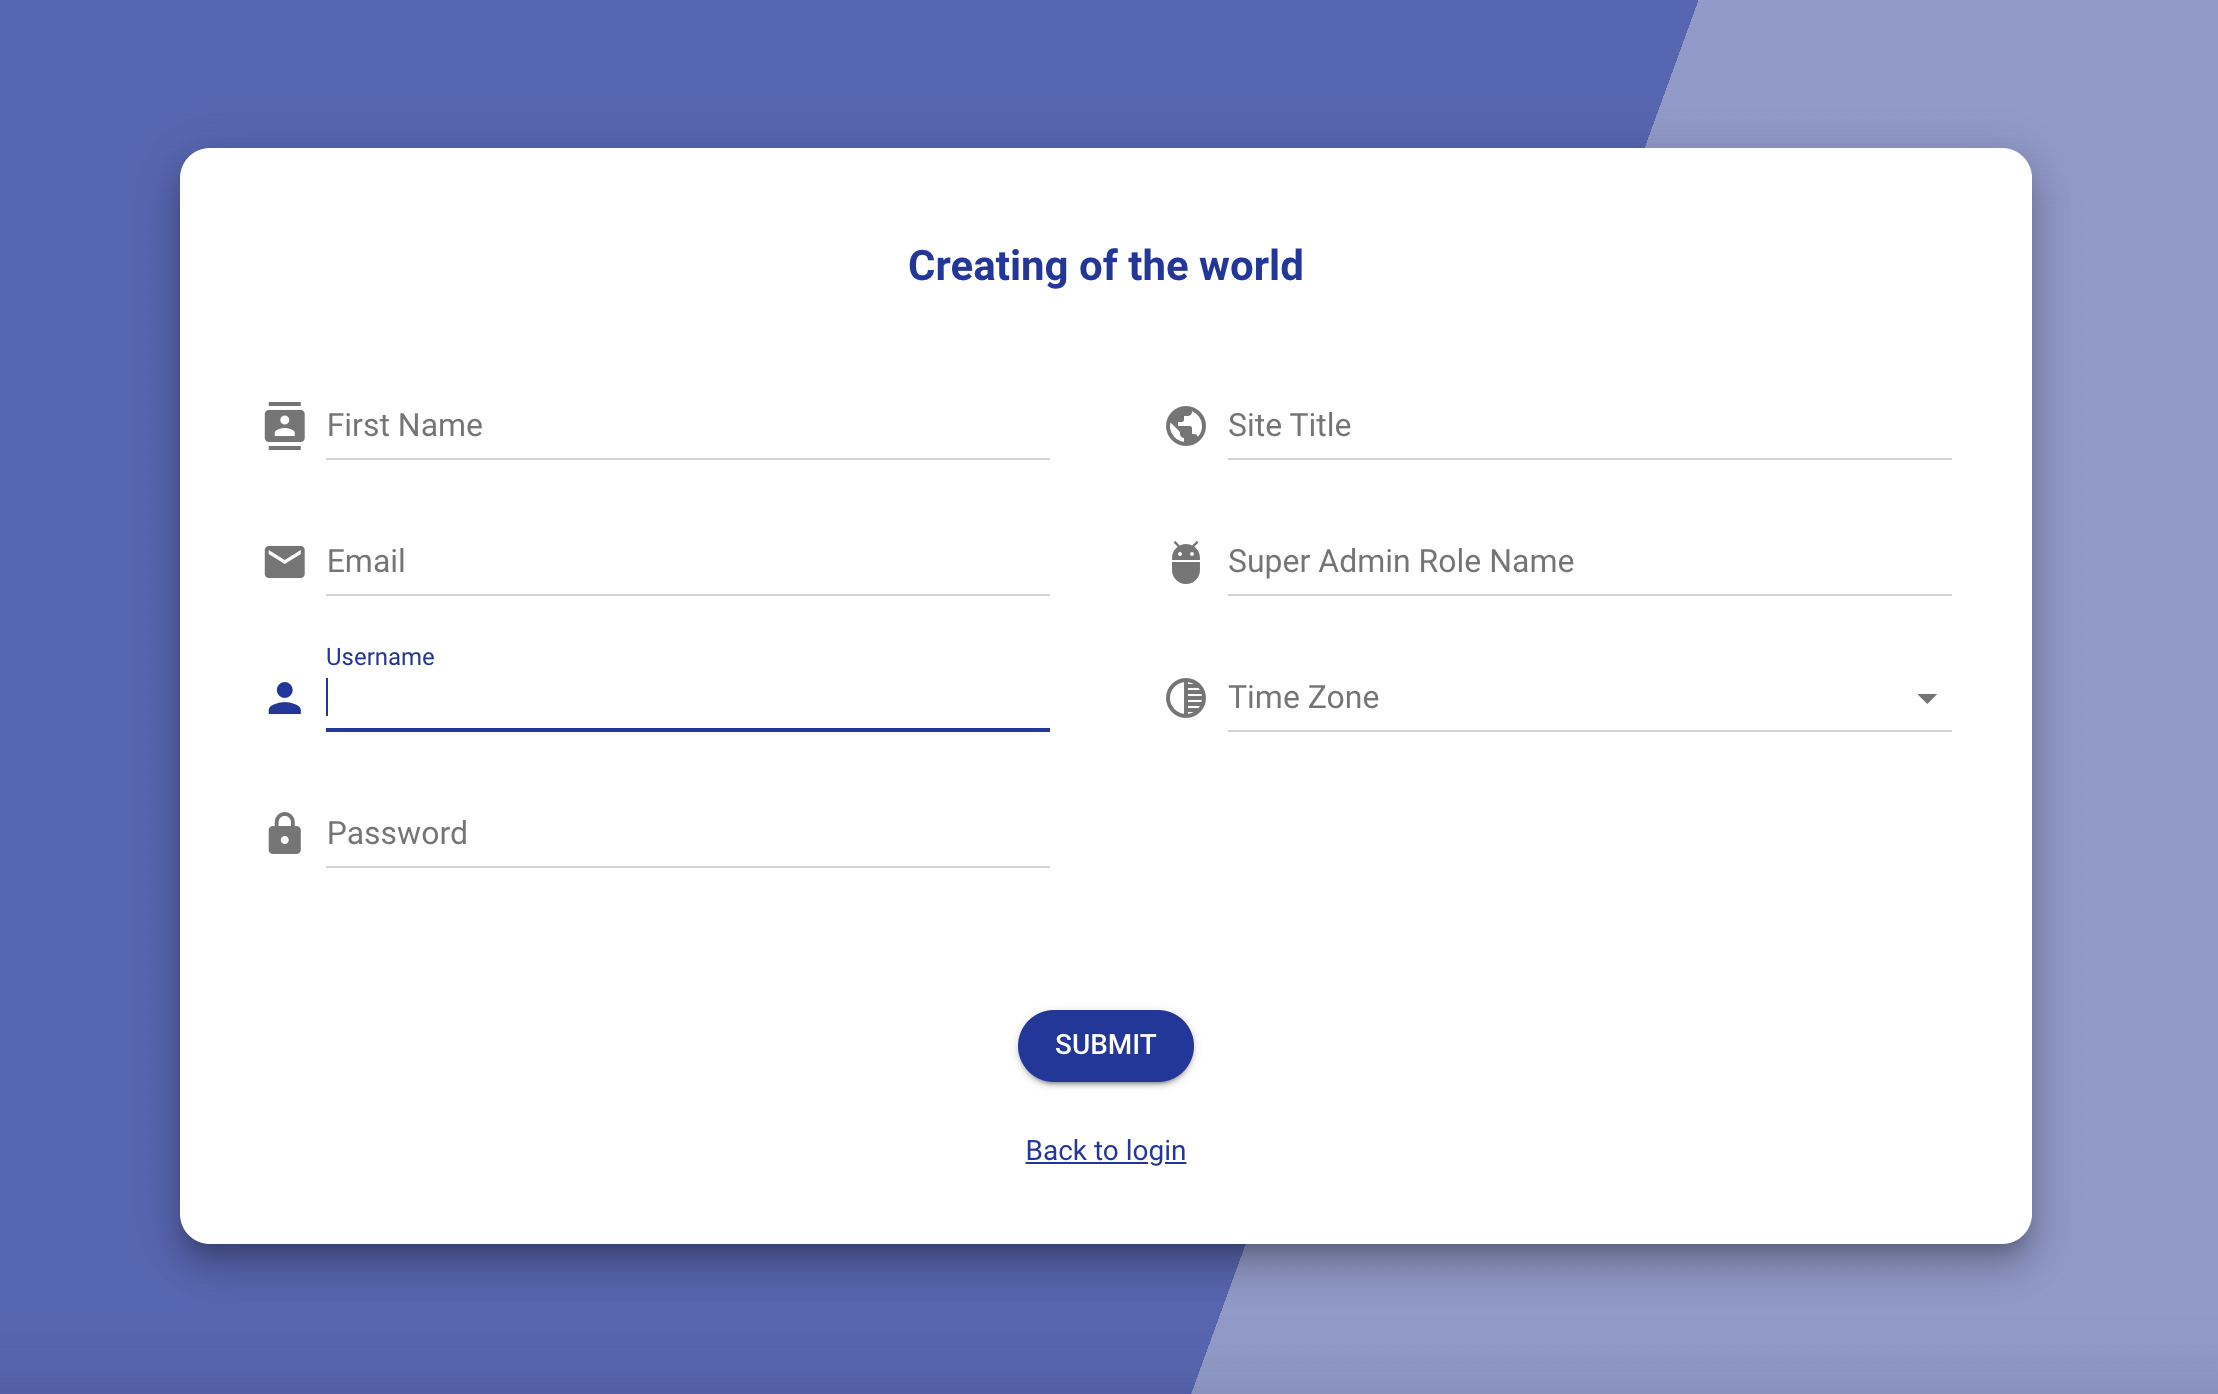 Creating of the world
First Name
Email
Username
Password
Site Title
Super Admin Role Name
Time Zone
SUBMIT
Back to login